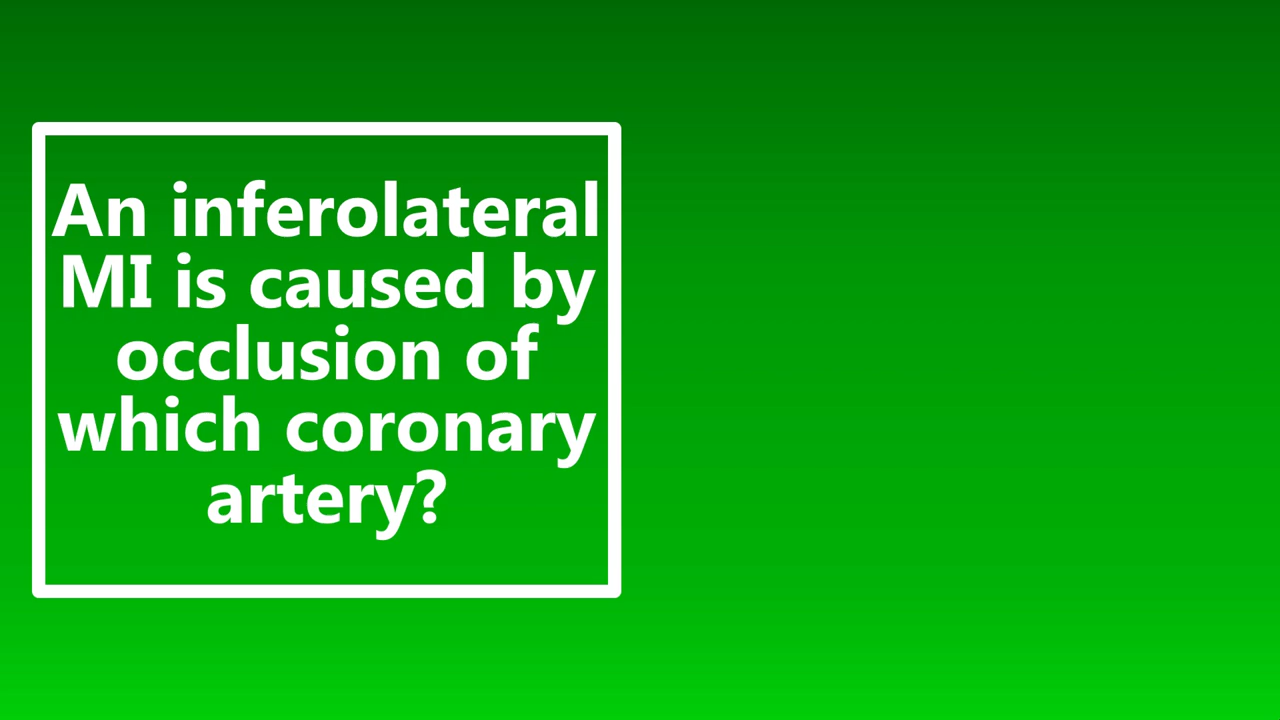 An inferolateral
MI is caused by
occlusion of
which coronary
artery?